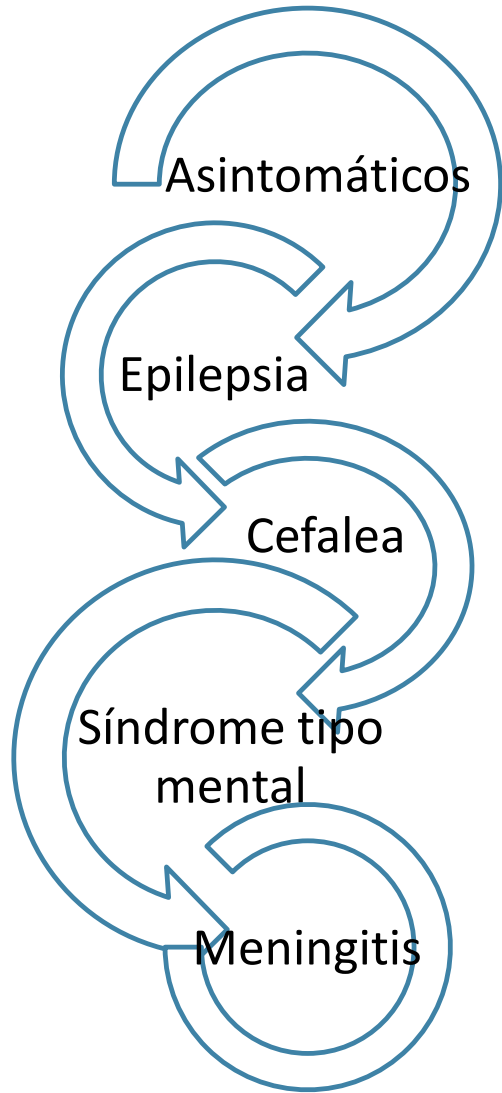 Asintomáticos
Epilepsia
Cefalea
Síndrome tipo
mental
Meningitis